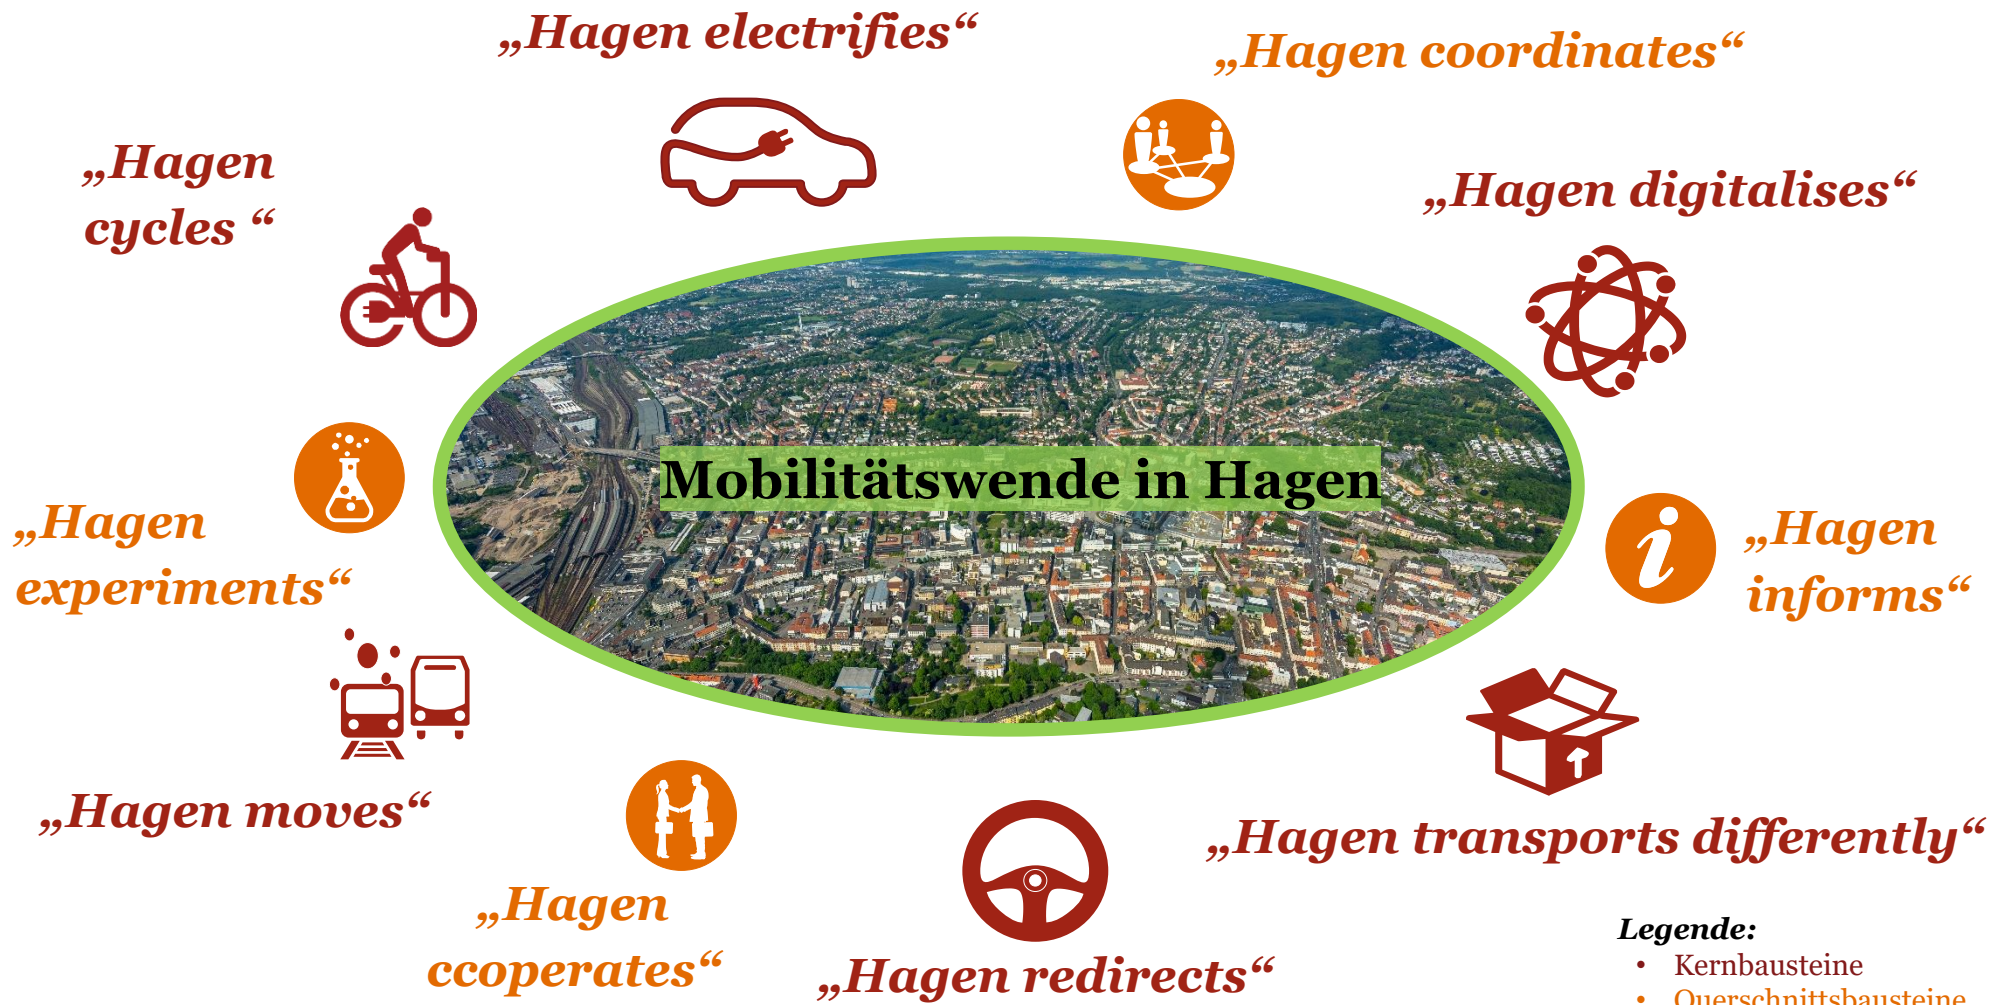 „Hagen electrifies“
„Hagen coordinates“
„Hagen
cycles “
„Hagen digitalises“
Mobilitätswende in Hagen
„Hagen
experiments“
„Hagen
informs“
„Hagen moves“
„Hagen transports differently“
„Hagen
ccoperates“
„Hagen redirects“
Legende:
• Kernbausteine
• Querschnittsbausteine